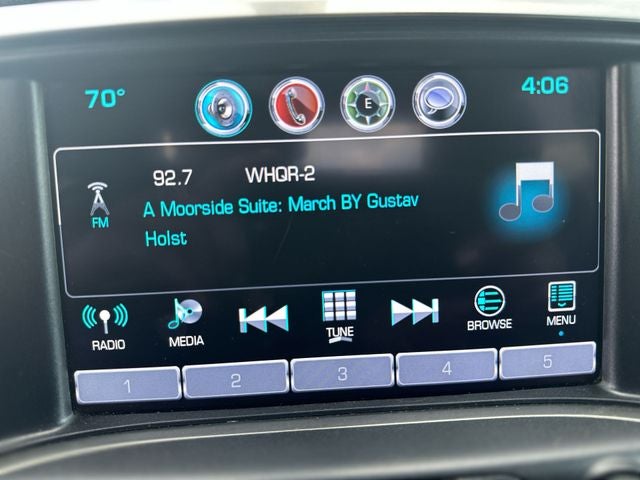 70°
E
4:06
92.7 WHQR-2
FM
A Moorside Suite: March BY Gustav
Holst
RADIO
MEDIA
TUNE
BROWSE
MENU
1
2
3
4
5